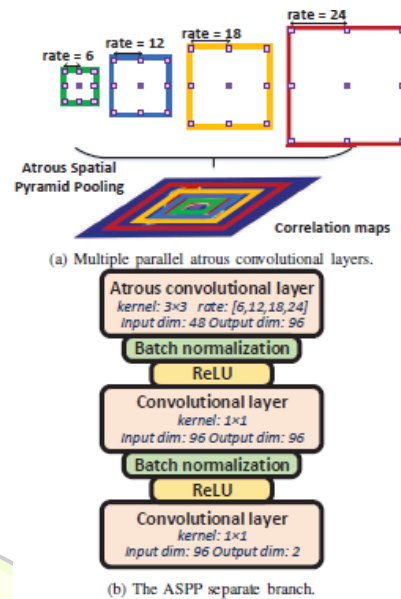 rate = 24
rate = 18
rate = 12
rate = 6
Atrous Spatial
Pyramid Pooling
Correlation maps
(a) Multiple parallel atrous convolutional layers.
Atrous convolutional layer
kernel: 3×3 rate: [6,12,18,24]
Input dim: 48 Output dim: 96
Batch normalization
ReLU
Convolutional layer
kernel: 1×1
Input dim: 96 Output dim: 96
Batch normalization
ReLU
Convolutional layer
kernel: 1×1
Input dim: 96 Output dim: 2
(b) The ASPP separate branch.